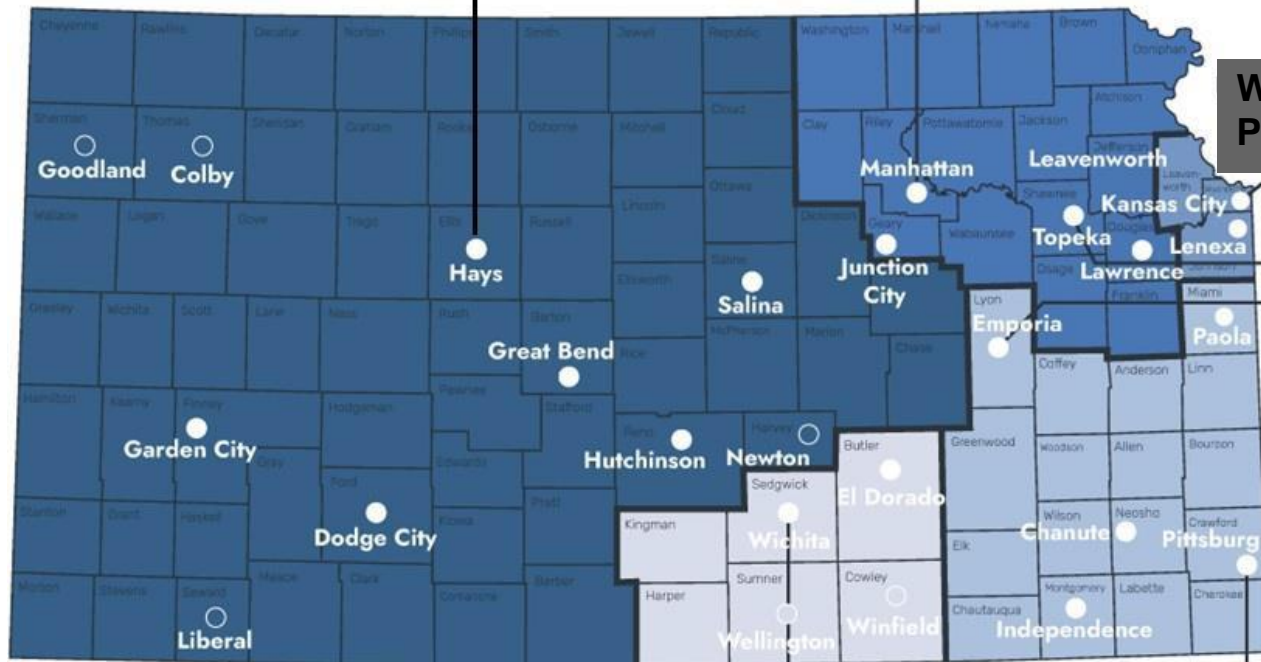 Cheyenne Rawlins Decatur Norton Phillips Smith Jewell Republic Washington Marshall Nemaha Brown
Doniphan
W
P
Atchison
Sherman Thomas Sheridan Graham Rooks Osborne Mitchell Cloud Clay Riley Pottawatomie Jackson
Jefferson
Goodland Colby Manhattan Leavenworth
Leaven-
worth
Ottawa Shawnee
Kansas City
Wallace Logan Gove Trego Ellis Russell Lincoln Dickinson Geary Wabaunsee Douglas
Topeka Lenexa
Hays Saline Junction
City Lawrence
Johnson
Ellsworth Osage
Salina
Greeley Wichita Scott Lane Ness Rush Barton Lyon Franklin Miami
Emporia Paola
Great Bend Rice McPherson Marion Chase
Coffey Anderson Linn
Hamilton Kearny Finney Hodgeman Pawnee Stafford
Garden City Reno Harvey Butler Greenwood Woodson Allen Bourbon
Hutchinson Newton
Gray Edwards Sedgwick El Dorado
Ford
Stanton Grant Haskell Kiowa Pratt Kingman Wilson Neosho Crawford
Dodge City Wichita Chanute Pittsburg
Elk
Morton Stevens Seward Meade Clark Comanche Barber Harper Sumner Cowley Chautauqua Montgomery Labette Cherokee
Liberal Wellington Winfield Independence